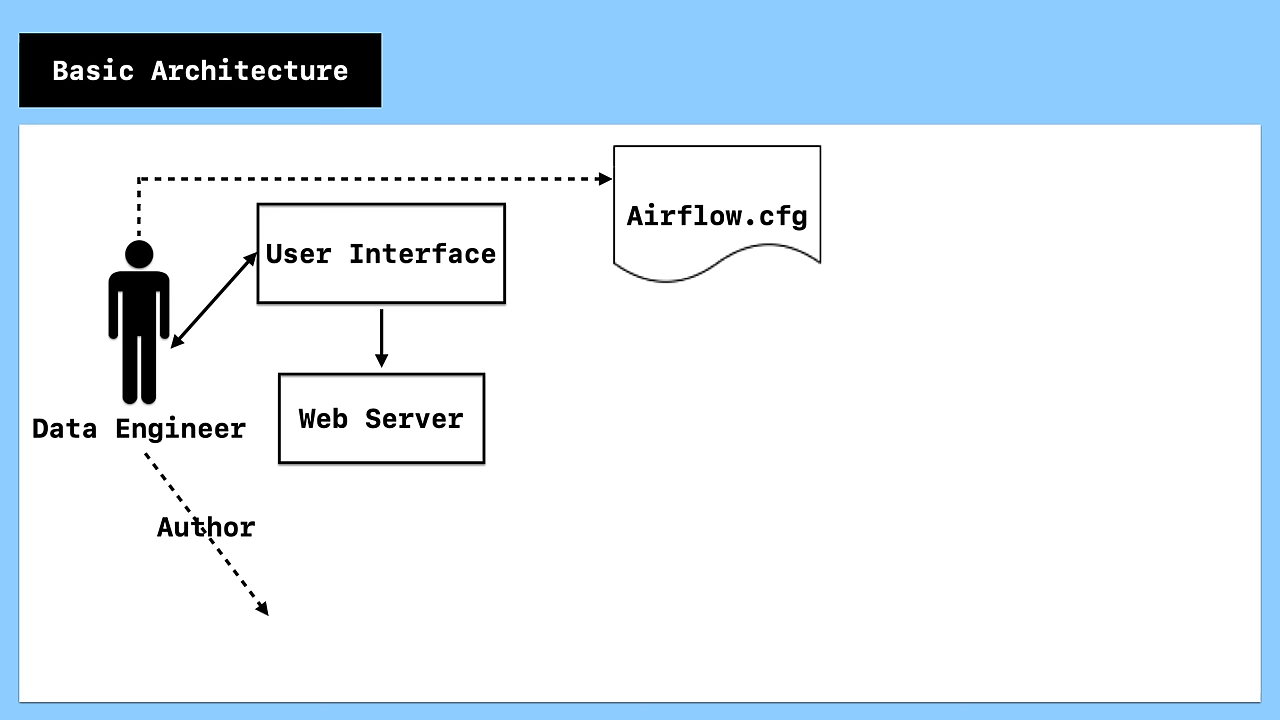 Basic Architecture
Airflow.cfg
User Interface
Web Server
Data Engineer
Author